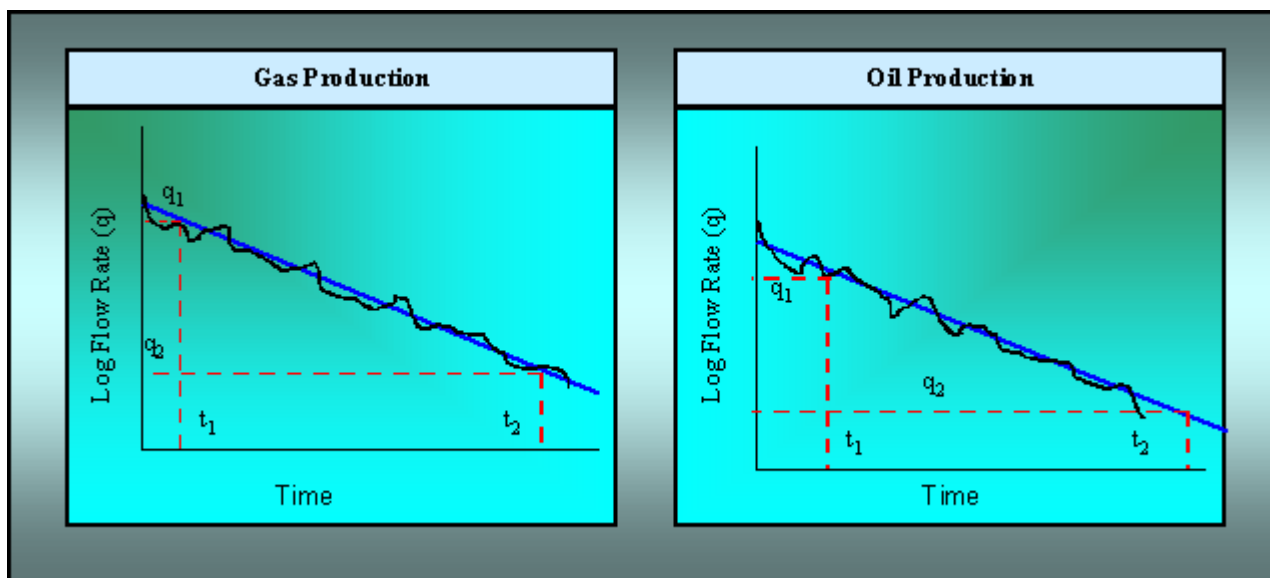 Gas Production
Log Flow Rate (q)
q1
q2
t1
t2
Time
Oil Production
Log Flow Rate (q)
q1
q2
t1
t2
Time